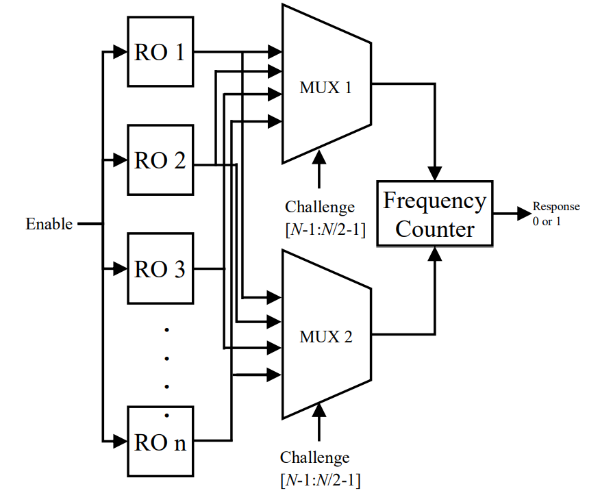 RO 1
MUX 1
RO 2
Challenge
[N-1:N/2-1]
Frequency
Counter
Response
0 or 1
Enable
RO 3
MUX 2
RO n
Challenge
[N-1:N/2-1]